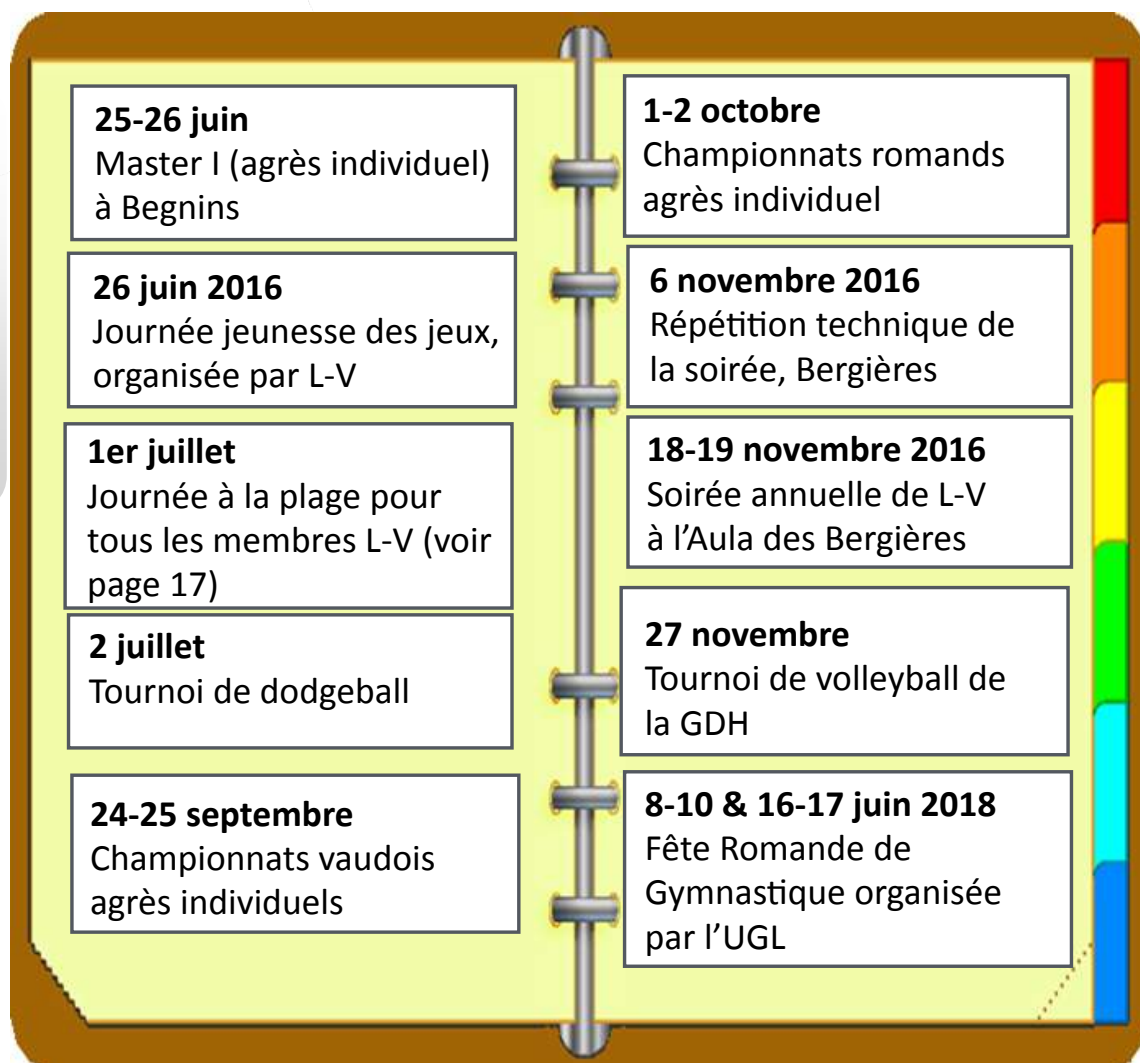 25-26 juin
Master I (agrès individuel)
à Begnins
26 juin 2016
Journée jeunesse des jeux,
organisée par L-V
1er juillet
Journée à la plage pour
tous les membres L-V (voir
page 17)
2 juillet
Tournoi de dodgeball
24-25 septembre
Championnats vaudois
agrès individuels
1-2 octobre
Championnats romands
agrès individuel
6 novembre 2016
Répétition technique de
la soirée, Bergières
18-19 novembre 2016
Soirée annuelle de L-V
à l’Aula des Bergières
27 novembre
Tournoi de volleyball de
la GDH
8-10 & 16-17 juin 2018
Fête Romande de
Gymnastique organisée
par l’UGL